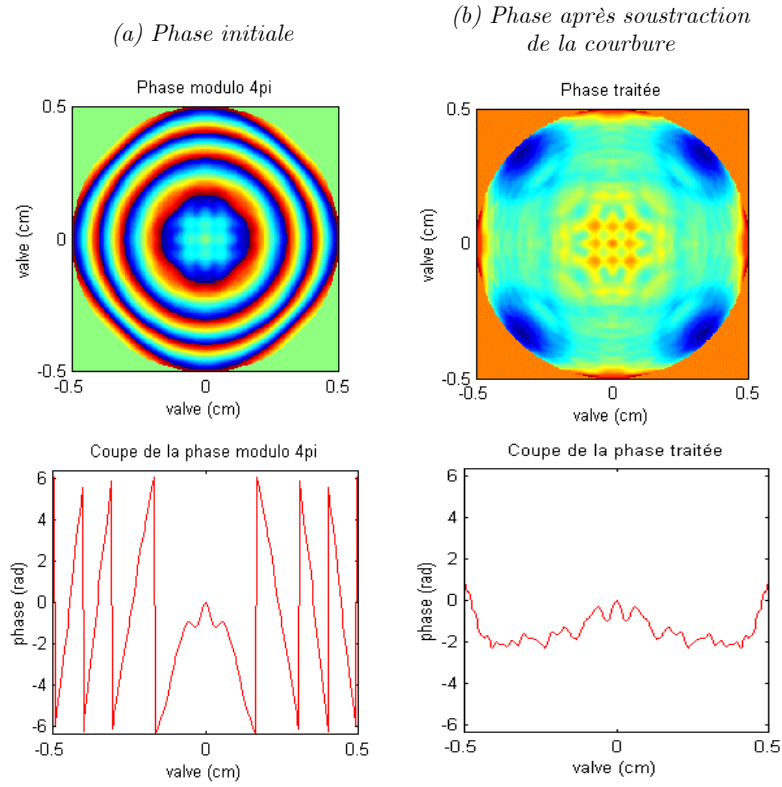 (a) Phase initiale
(b) Phase après soustraction
de la courbure
Phase modulo 4pi
0.5
0
-0.5
valve (cm)
-0.5
0
0.5
valve (cm)
Phase traitée
0.5
0
-0.5
valve (cm)
-0.5
0
0.5
valve (cm)
Coupe de la phase modulo 4pi
6
4
2
0
-2
-4
-6
phase (rad)
-0.5
0
0.5
valve (cm)
Coupe de la phase traitée
6
4
2
0
-2
-4
-6
phase (rad)
-0.5
0
0.5
valve (cm)